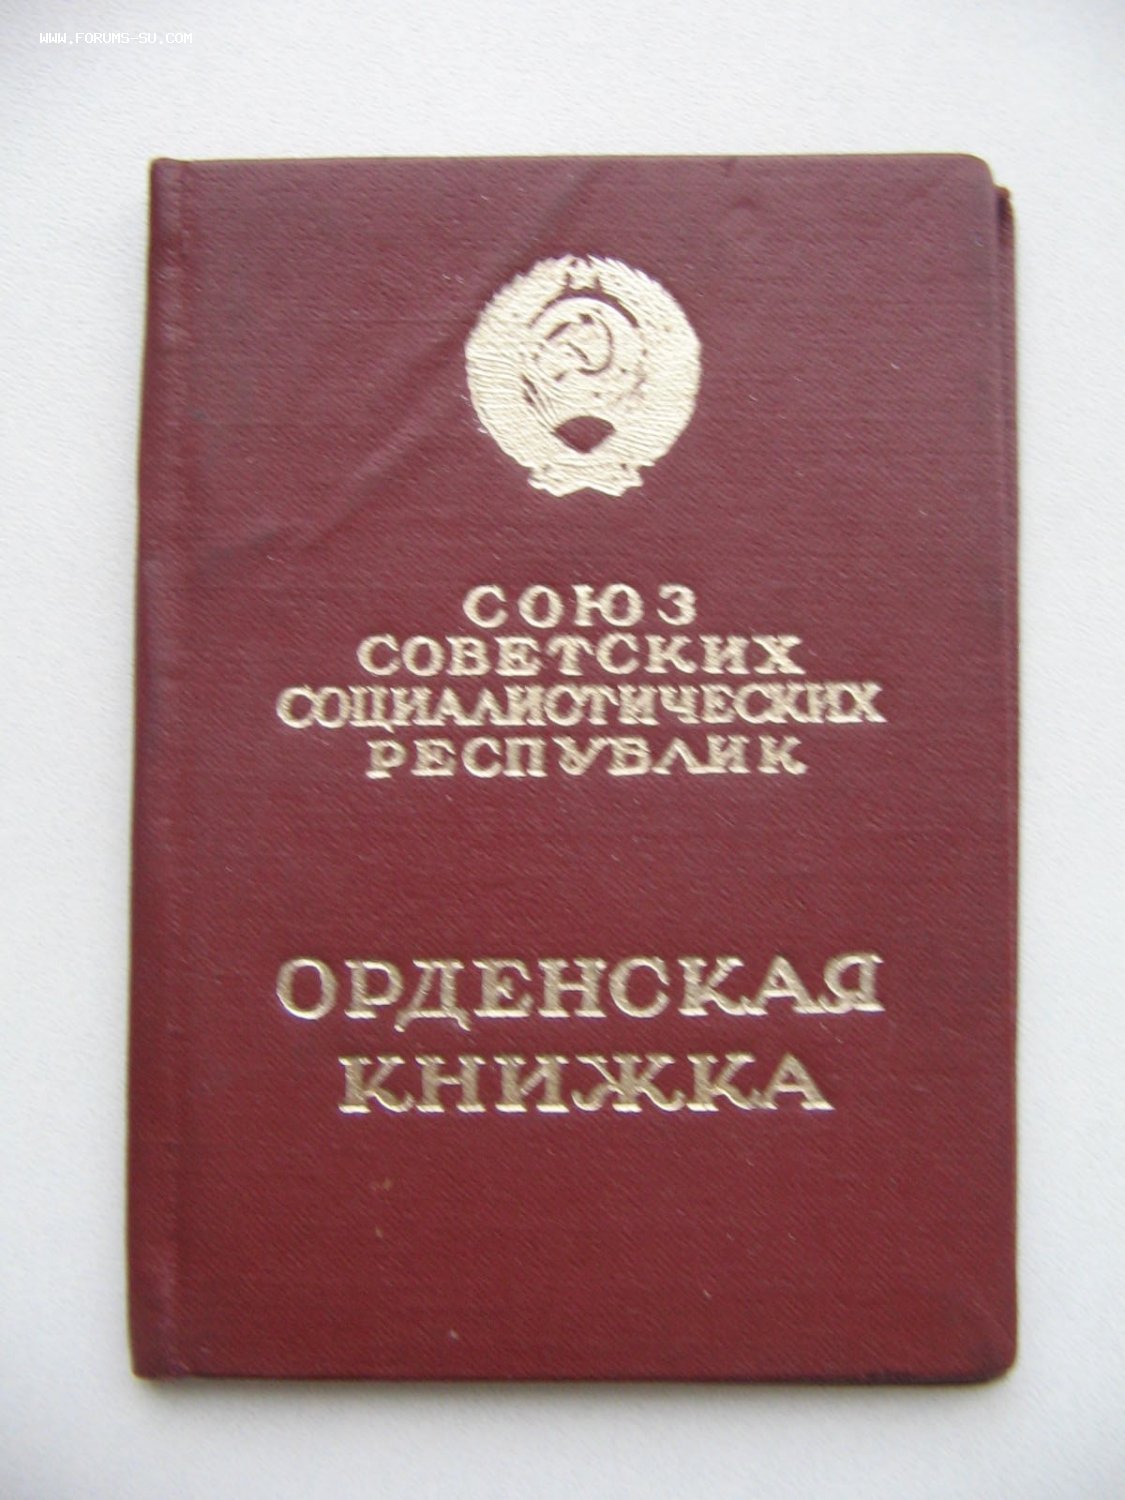 WWW.FORUMS-SU.COM
СОЮЗ
СОВЕТСКИХ
СОЦИАЛИСТИЧЕСКИХ
РЕСПУБЛИК
ОРДЕНСКАЯ
КНИЖКА